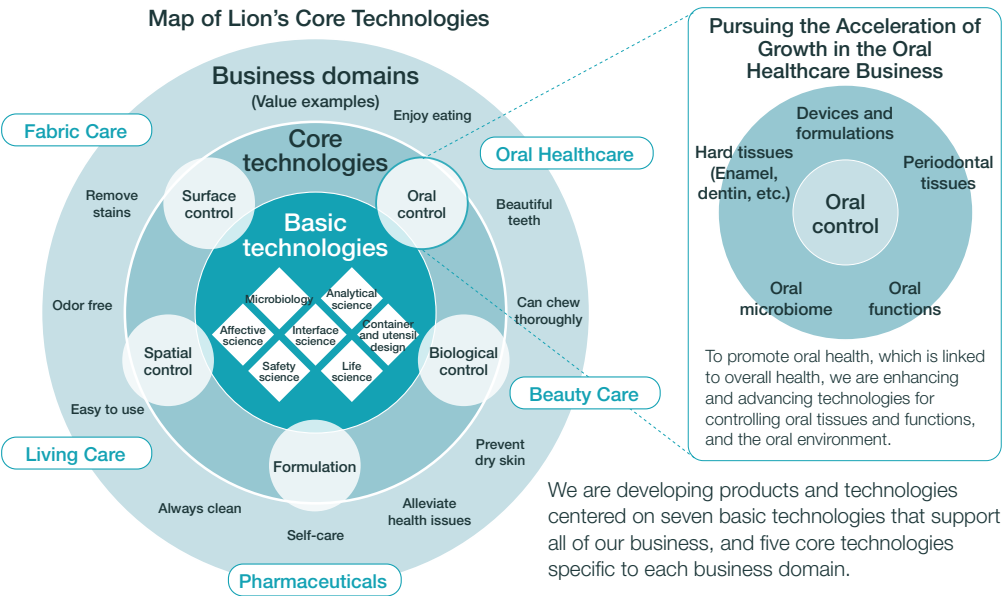 Map of Lion's Core Technologies
Business domains
(Value examples)
Enjoy eating
Fabric Care
Oral Healthcare
Core
technologies
Surface
control
Oral
control
Remove
stains
Beautiful
teeth
Basic
technologies
Microbiology
Analytical
science
Affective
science
Interface
science
Container
and utensil
design
Safety
science
Life
science
Odor free
Can chew
thoroughly
Spatial
control
Biological
control
Beauty Care
Easy to use
Living Care
Formulation
Prevent
dry skin
Always clean
Alleviate
health issues
Self-care
Pharmaceuticals
Pursuing the Acceleration of
Growth in the Oral
Healthcare Business
Devices and
formulations
Hard tissues
(Enamel,
dentin, etc.)
Periodontal
tissues
Oral
control
Oral
microbiome
Oral
functions
To promote oral health, which is linked
to overall health, we are enhancing
and advancing technologies for
controlling oral tissues and functions,
and the oral environment.
We are developing products and technologies
centered on seven basic technologies that support
all of our business, and five core technologies
specific to each business domain.